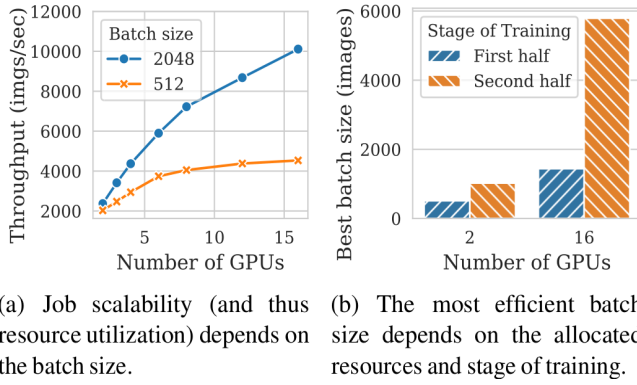 Throughput (imgs/sec)
12000
10000
8000
6000
4000
2000
Batch size
2048
512
5
10
15
Number of GPUs
Best batch size (images)
6000
4000
2000
0
Stage of Training
First half
Second half
2
16
Number of GPUs
(a) Job scalability (and thus
resource utilization) depends on
the batch size.
(b) The most efficient batch
size depends on the allocated
resources and stage of training.